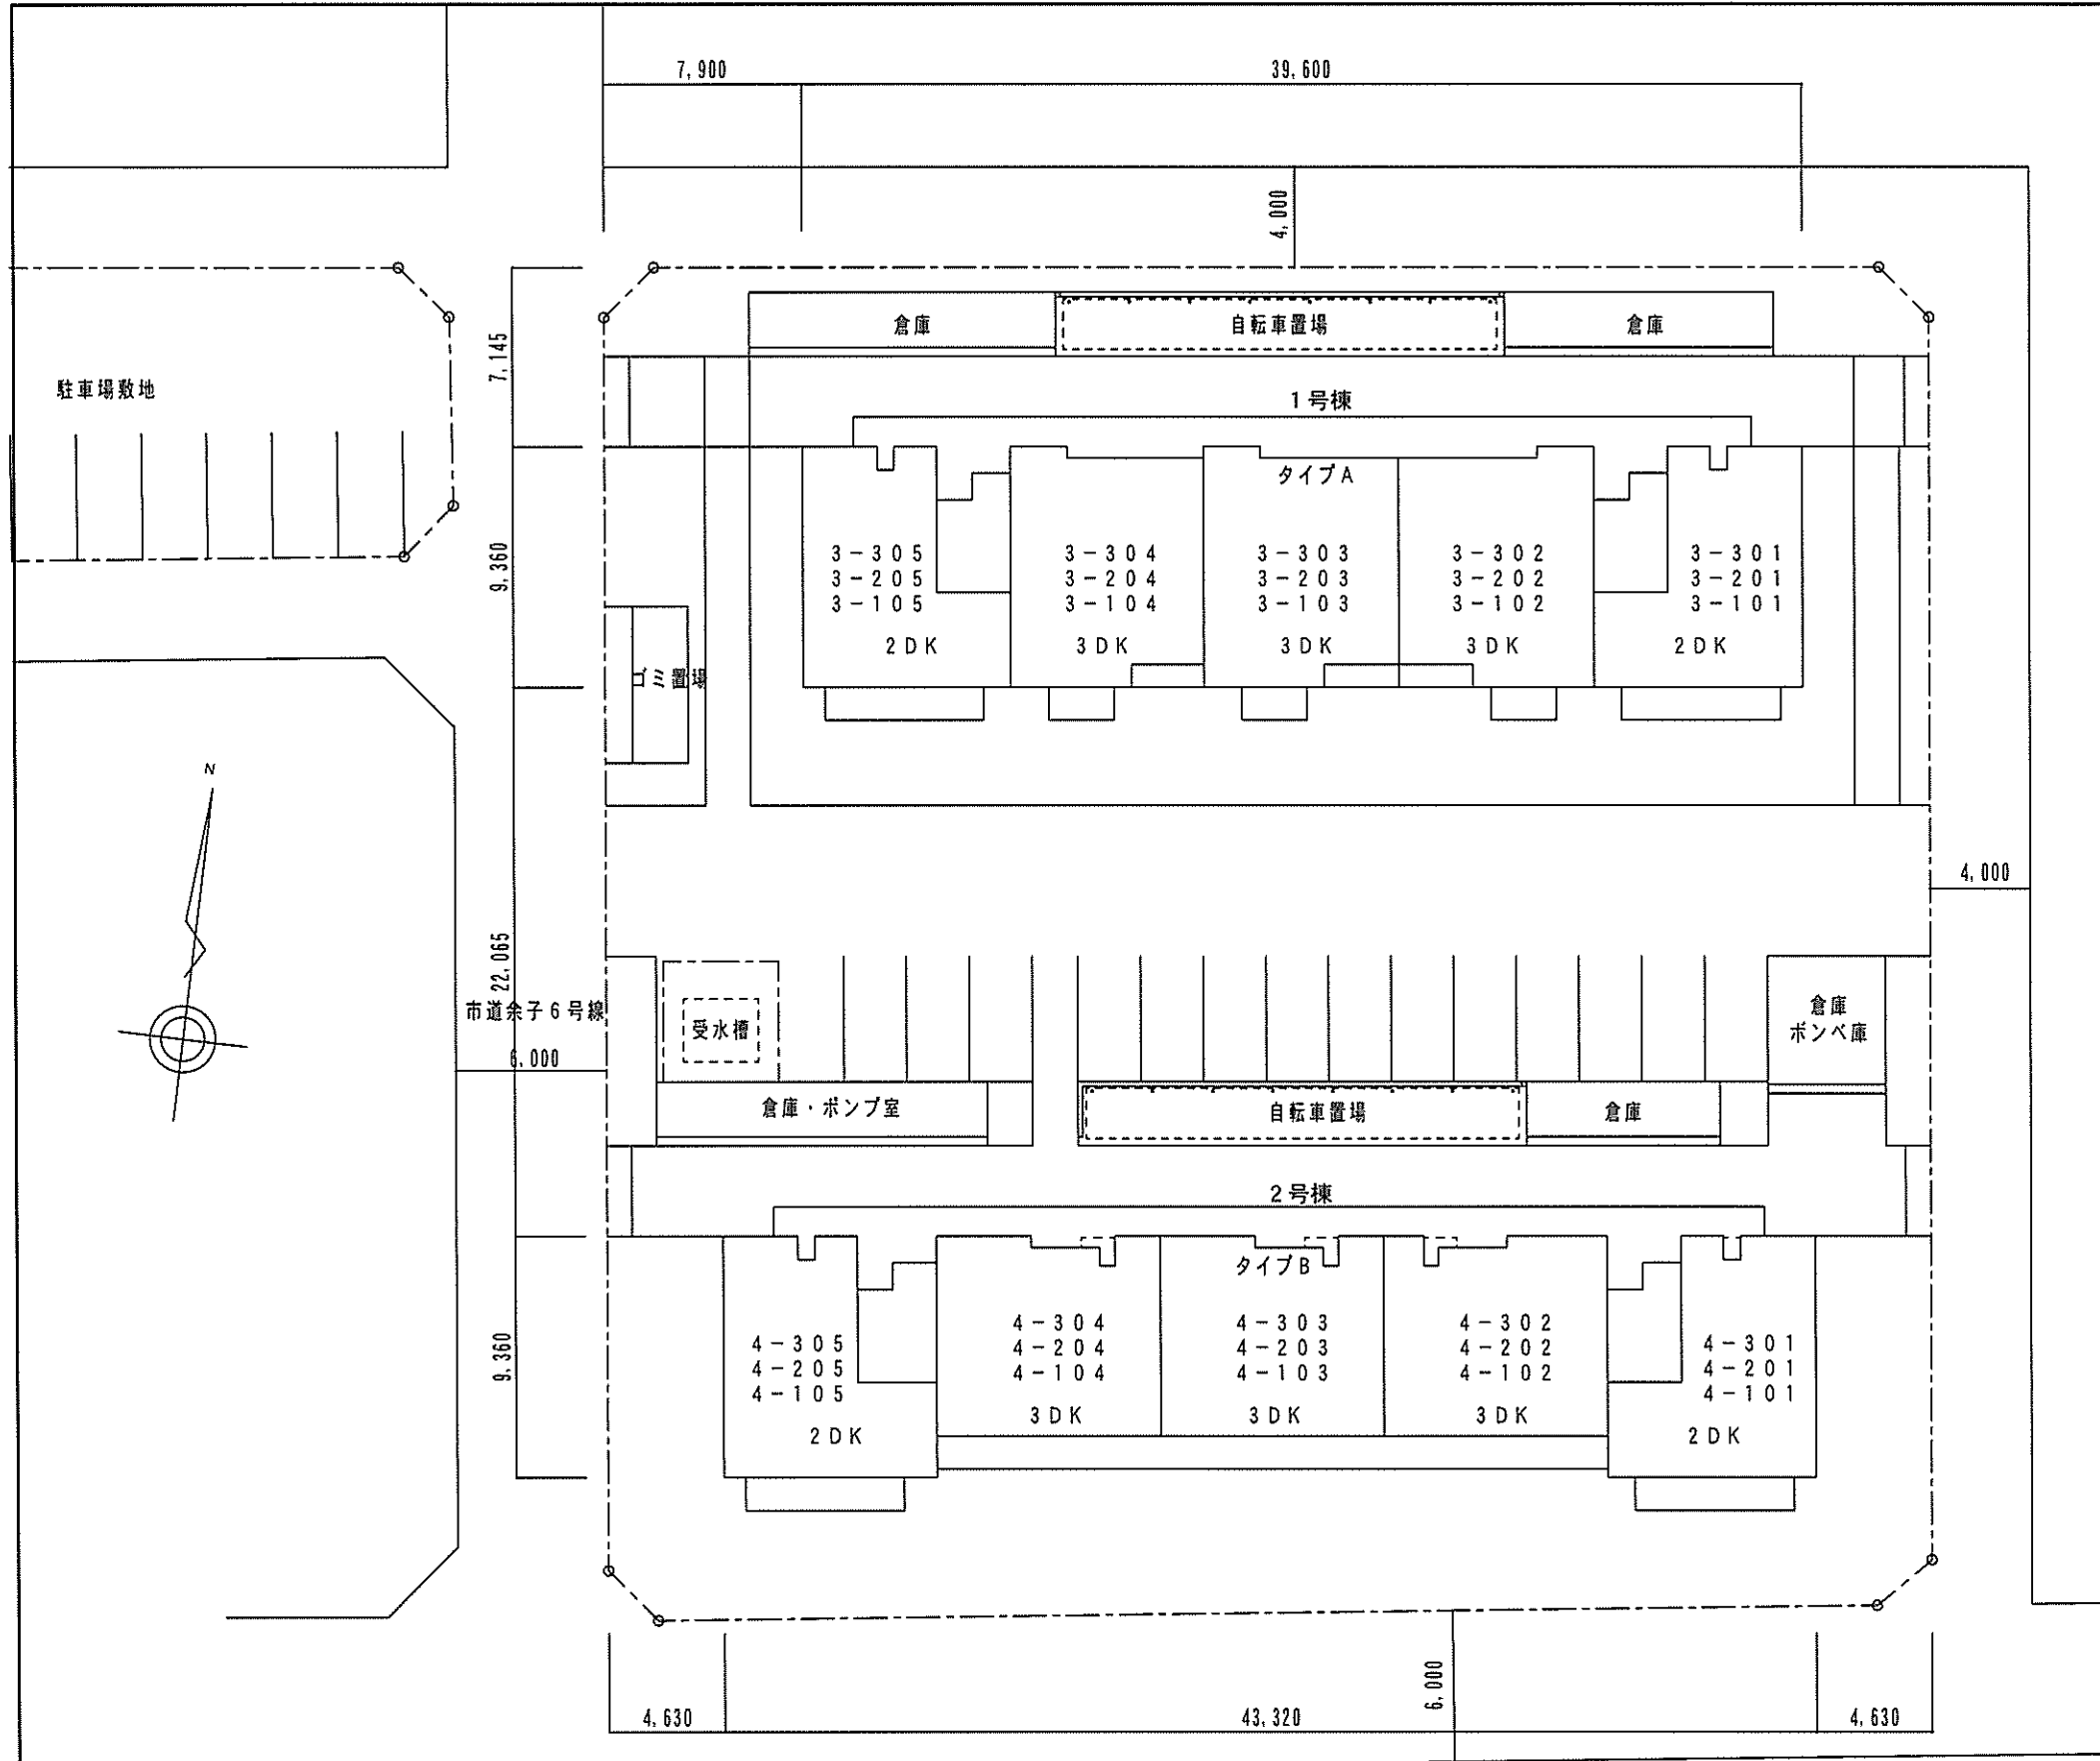 7,900
39,600
4,000
倉庫
自転車置場
倉庫
7,145
駐車場敷地
1号棟
タイプA
9,360
3-305
3-205
3-105
2DK
3-304
3-204
3-104
3DK
3-303
3-203
3-103
3DK
3-302
3-202
3-102
3DK
3-301
3-201
3-101
2DK
ゴミ置場
N
4,000
22,065
市道余子6号線
6,000
受水槽
倉庫
ボンベ庫
倉庫・ポンプ室
自転車置場
倉庫
2号棟
タイプB
9,360
4-305
4-205
4-105
2DK
4-304
4-204
4-104
3DK
4-303
4-203
4-103
3DK
4-302
4-202
4-102
3DK
4-301
4-201
4-101
2DK
6,000
4,630
43,320
4,630